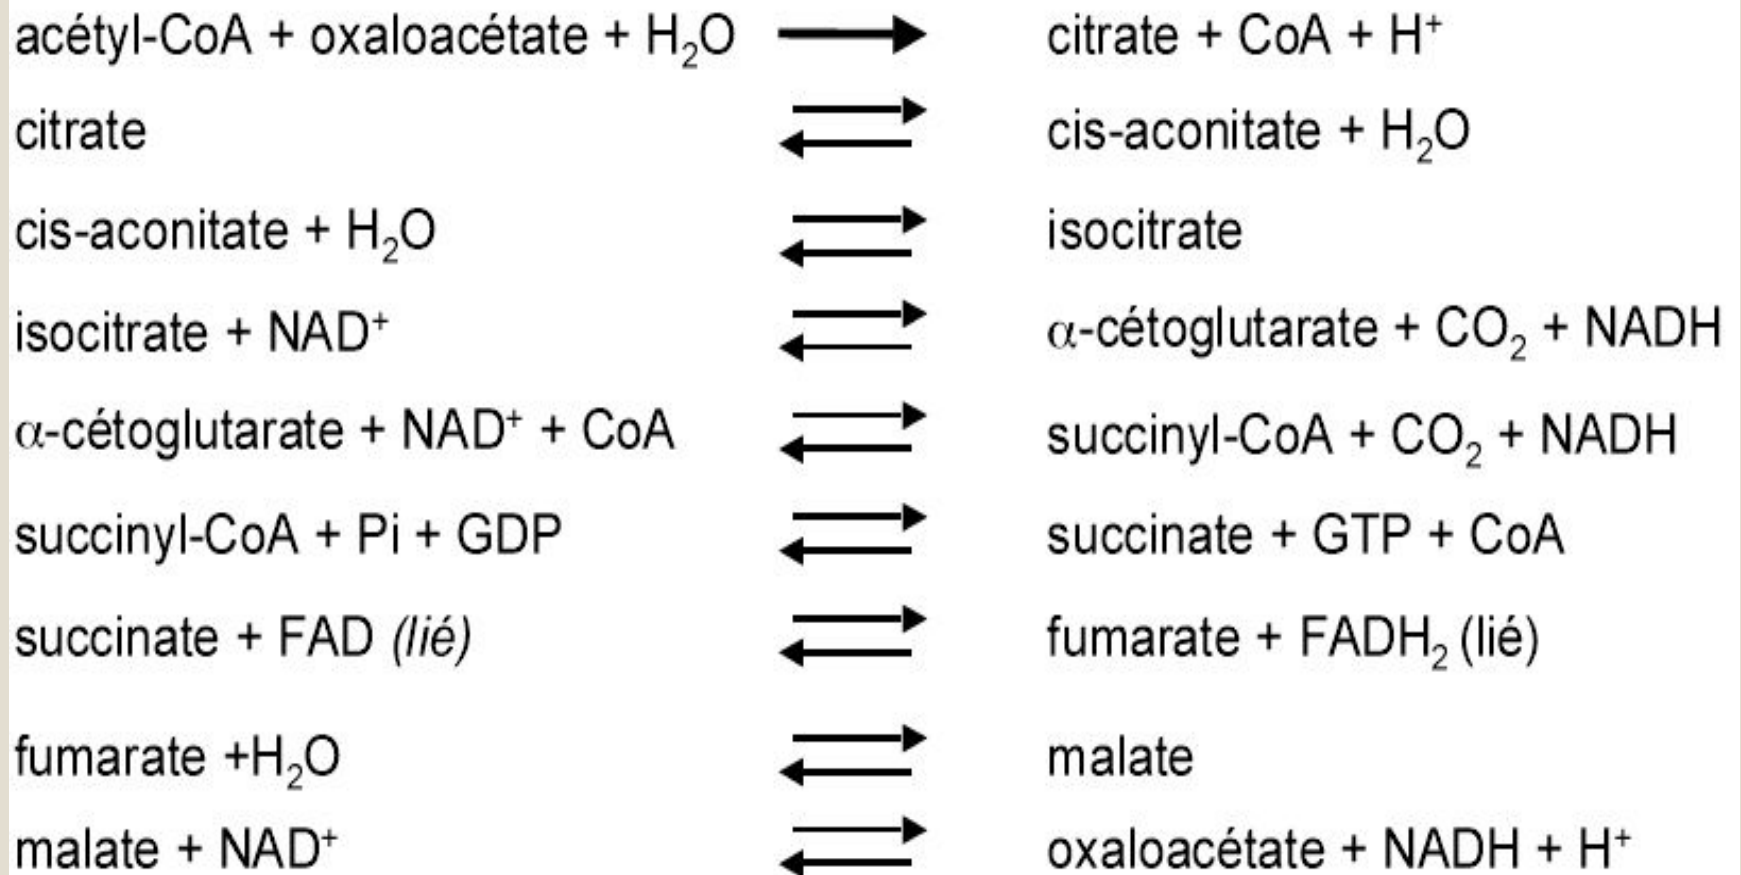 acétyl-CoA + oxaloacétate + H₂O → citrate + CoA + H⁺
citrate ⇄ cis-aconitate + H₂O
cis-aconitate + H₂O ⇄ isocitrate
isocitrate + NAD⁺ ⇄ α-cétoglutarate + CO₂ + NADH
α-cétoglutarate + NAD⁺ + CoA ⇄ succinyl-CoA + CO₂ + NADH
succinyl-CoA + Pi + GDP ⇄ succinate + GTP + CoA
succinate + FAD (lié) ⇄ fumarate + FADH₂ (lié)
fumarate +H₂O ⇄ malate
malate + NAD⁺ ⇄ oxaloacétate + NADH + H⁺